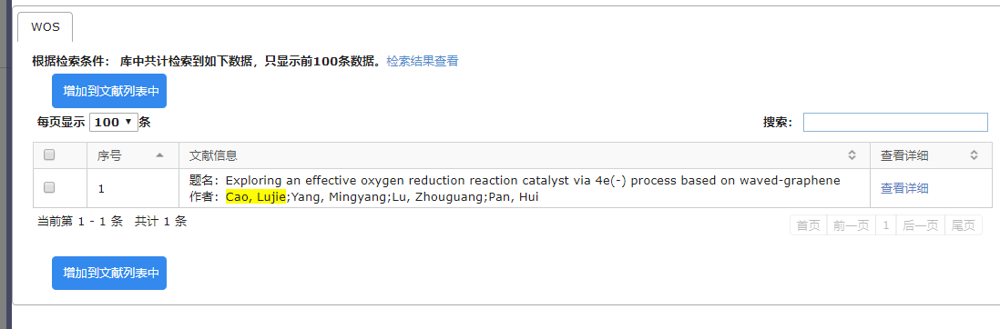 WOS
根据检索条件： 库中共计检索到如下数据，只显示前100条数据。检索结果查看
增加到文献列表中
每页显示 100 条 搜索：
序号 文献信息 查看详细
1 题名：Exploring an effective oxygen reduction reaction catalyst via 4e(-) process based on waved-graphene 查看详细
作者：Cao, Lujie;Yang, Mingyang;Lu, Zhouguang;Pan, Hui
当前第 1 - 1 条 共计 1 条 首页 前一页 1 后一页 尾页
增加到文献列表中